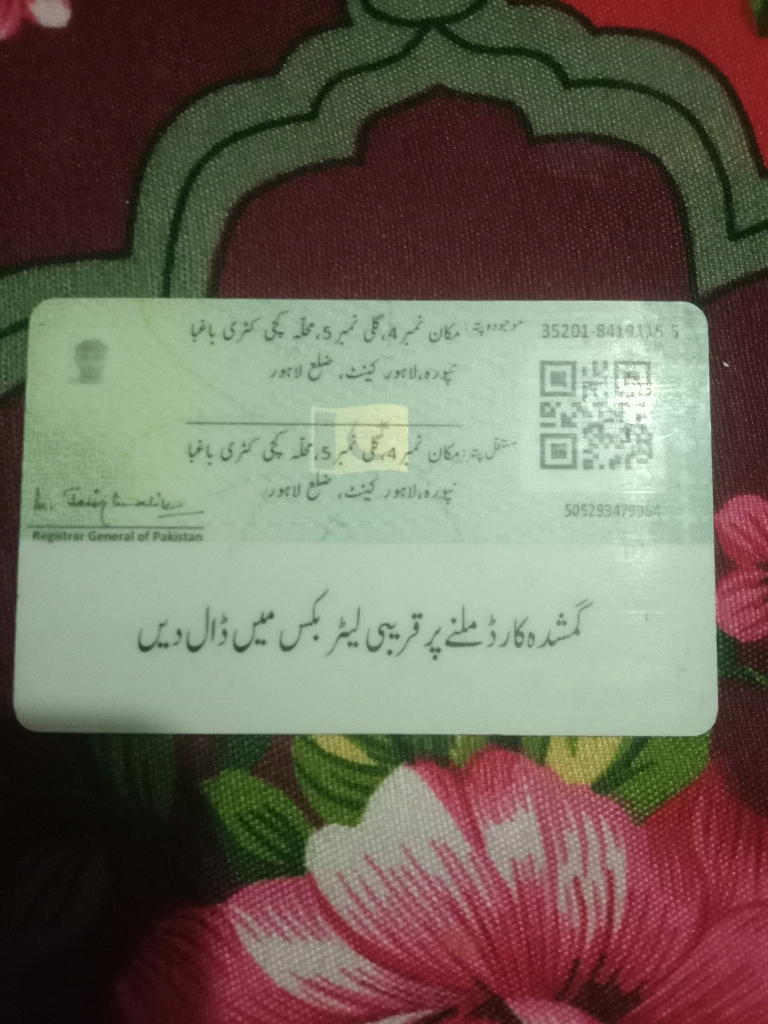 موجودہ پتہ: مکان نمبر 4، گلی نمبر 5، محلہ کچی کٹری باغبا
نپورہ، لاہور کینٹ، ضلع لاہور
35201-8419116-5
مستقل پتہ: مکان نمبر 4، گلی نمبر 5، محلہ کچی کٹری باغبا
نپورہ، لاہور کینٹ، ضلع لاہور
505293479964
Registrar General of Pakistan
گمشدہ کارڈ ملنے پر قریبی لیٹر بکس میں ڈال دیں